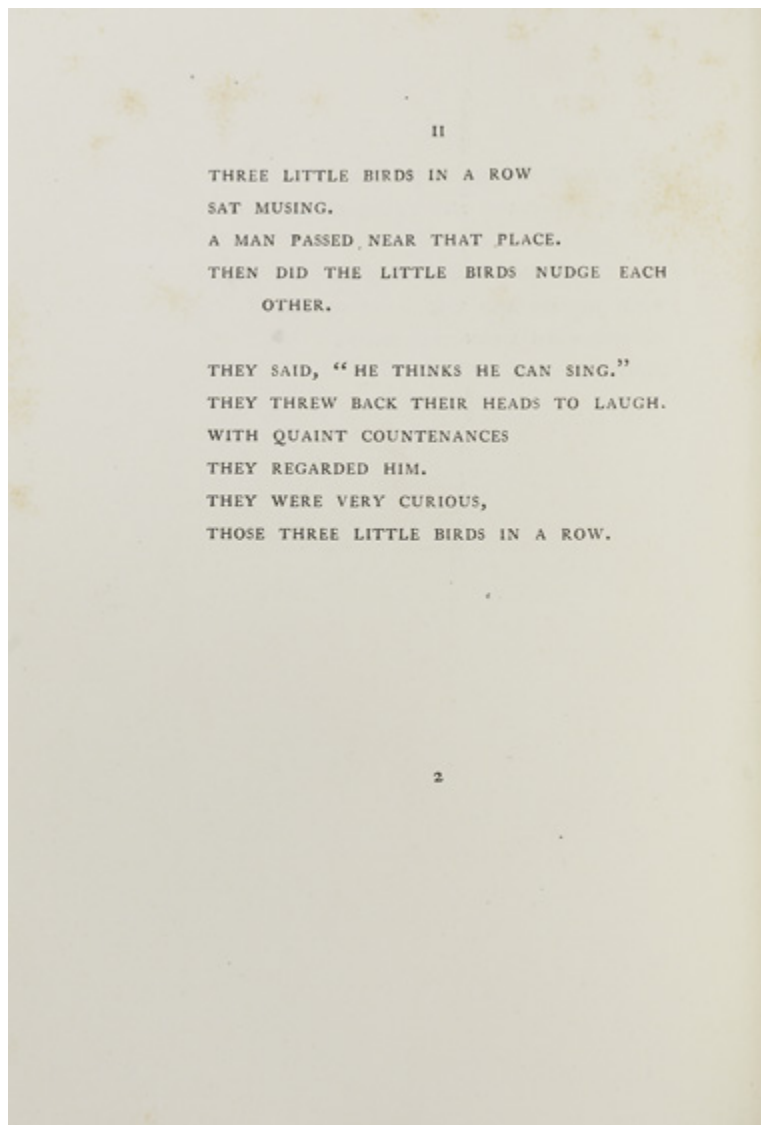 II
THREE LITTLE BIRDS IN A ROW
SAT MUSING.
A MAN PASSED NEAR THAT PLACE.
THEN DID THE LITTLE BIRDS NUDGE EACH
OTHER.
THEY SAID, “HE THINKS HE CAN SING.”
THEY THREW BACK THEIR HEADS TO LAUGH.
WITH QUAINT COUNTENANCES
THEY REGARDED HIM.
THEY WERE VERY CURIOUS,
THOSE THREE LITTLE BIRDS IN A ROW.
2